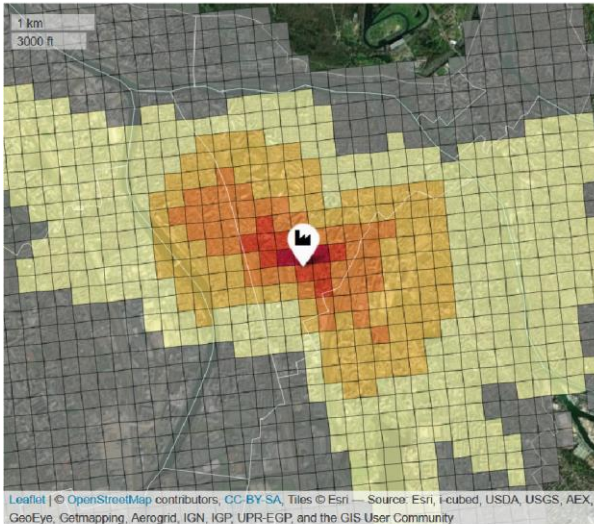 1 km
3000 ft
Leaflet | © OpenStreetMap contributors, CC-BY-SA, Tiles © Esri — Source: Esri, i-cubed, USDA, USGS, AEX,
GeoEye, Getmapping, Aerogrid, IGN, IGP, UPR-EGP, and the GIS User Community